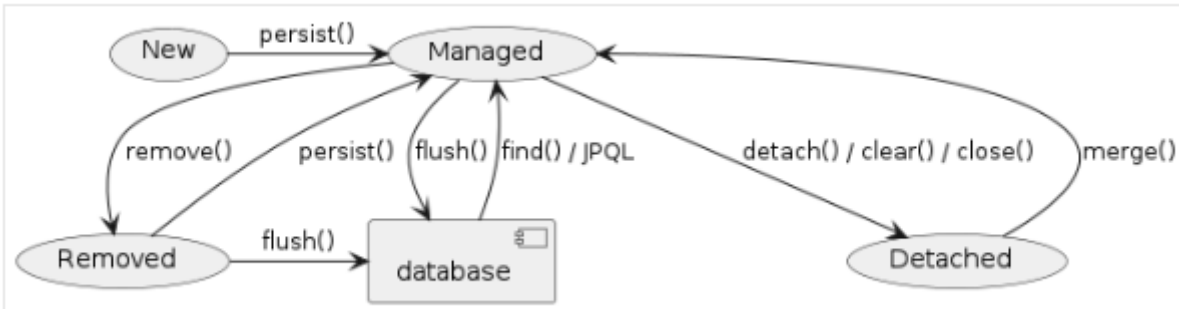 persist()
New
Managed
remove()
persist()
flush()
find() / JPQL
detach() / clear() / close()
merge()
flush()
Removed
database
Detached